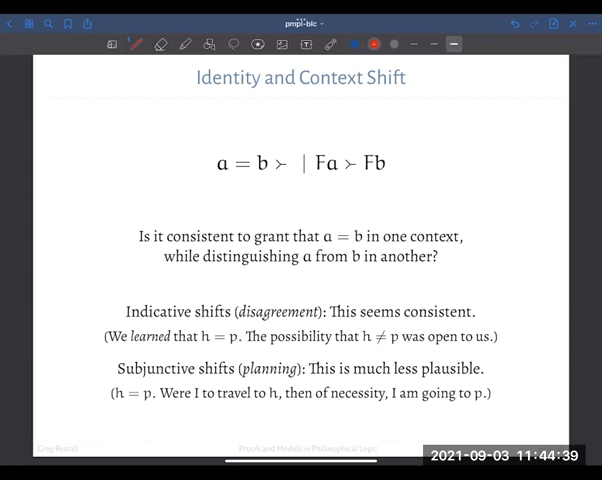 pmpl-blc
Identity and Context Shift
a = b ≻ | Fa ≻ Fb
Is it consistent to grant that a = b in one context,
while distinguishing a from b in another?
Indicative shifts (disagreement): This seems consistent.
(We learned that h = p. The possibility that h ≠ p was open to us.)
Subjunctive shifts (planning): This is much less plausible.
(h = p. Were I to travel to h, then of necessity, I am going to p.)
Greg Restall
Proofs and Models in Philosophical Logic
2021-09-03 11:44:39